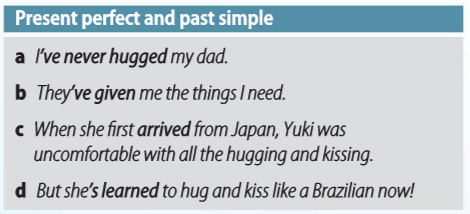 Present perfect and past simple
a I've never hugged my dad.
b They've given me the things I need.
c When she first arrived from Japan, Yuki was
uncomfortable with all the hugging and kissing.
d But she's learned to hug and kiss like a Brazilian now!